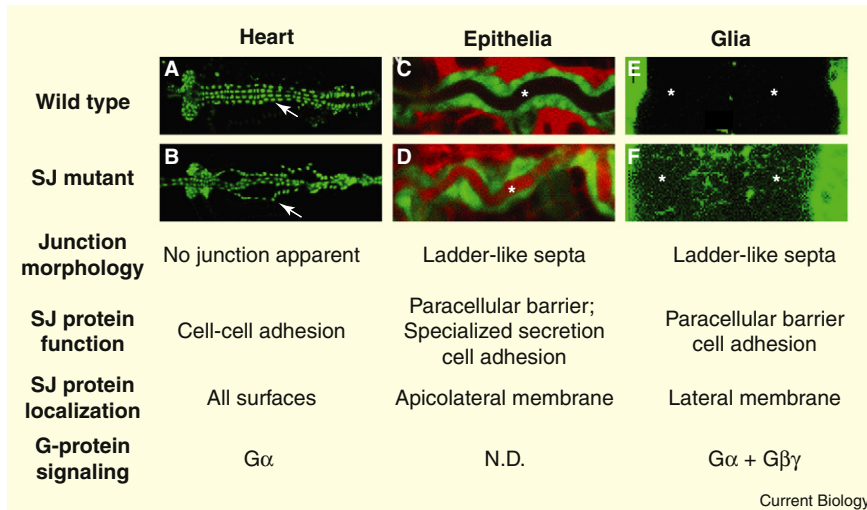 Heart Epithelia Glia
Wild type A C E
* * *
SJ mutant B D F
* * *
Junction
morphology
No junction apparent Ladder-like septa Ladder-like septa
SJ protein
function
Cell-cell adhesion
Paracellular barrier;
Specialized secretion
cell adhesion
Paracellular barrier
cell adhesion
SJ protein
localization
All surfaces Apicolateral membrane Lateral membrane
G-protein
signaling
Gα N.D. Gα + Gβγ
Current Biology